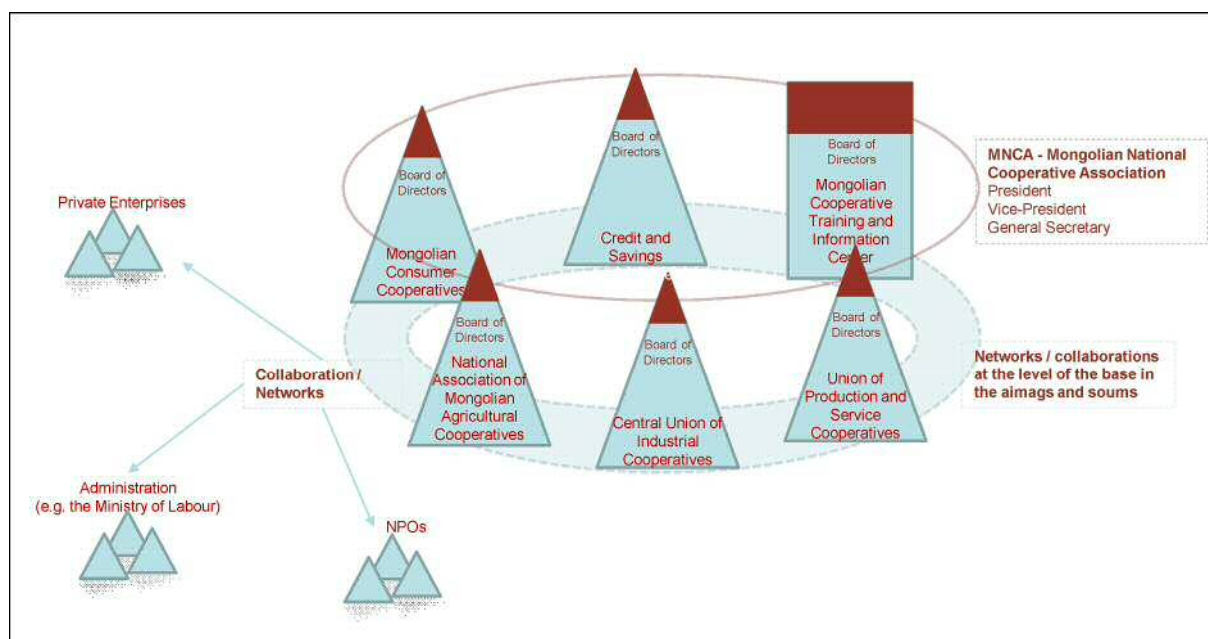 Private Enterprises
Collaboration /
Networks
Administration
(e.g. the Ministry of Labour)
NPOs
Board of
Directors
Mongolian
Consumer
Cooperatives
Board of
Directors
Credit and
Savings
Board of
Directors
Mongolian
Cooperative
Training and
Information
Center
Board of
Directors
National
Association of
Mongolian
Agricultural
Cooperatives
Board of
Directors
Central Union of
Industrial
Cooperatives
Board of
Directors
Union of
Production and
Service
Cooperatives
MNCA - Mongolian National
Cooperative Association
President
Vice-President
General Secretary
Networks / collaborations
at the level of the base in
the aimags and soums